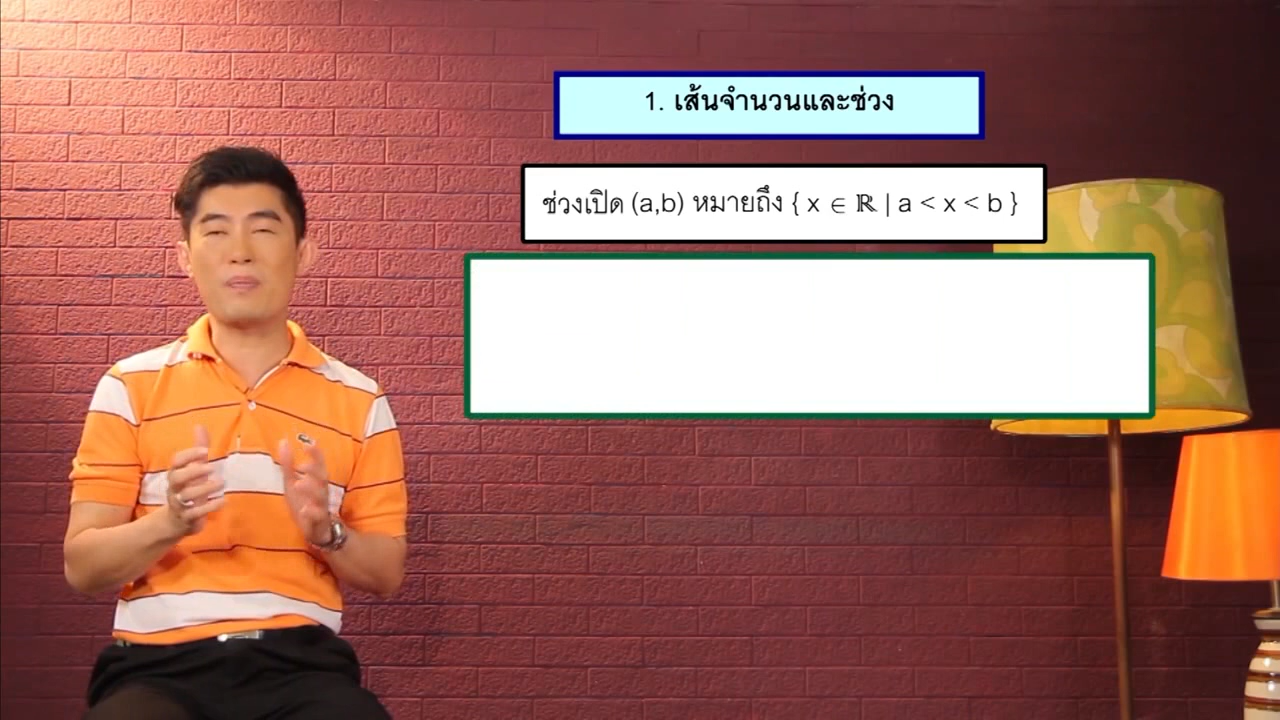 1. เส้นจำนวนและช่วง
ช่วงเปิด (a,b) หมายถึง { x ∈ ℝ | a < x < b }